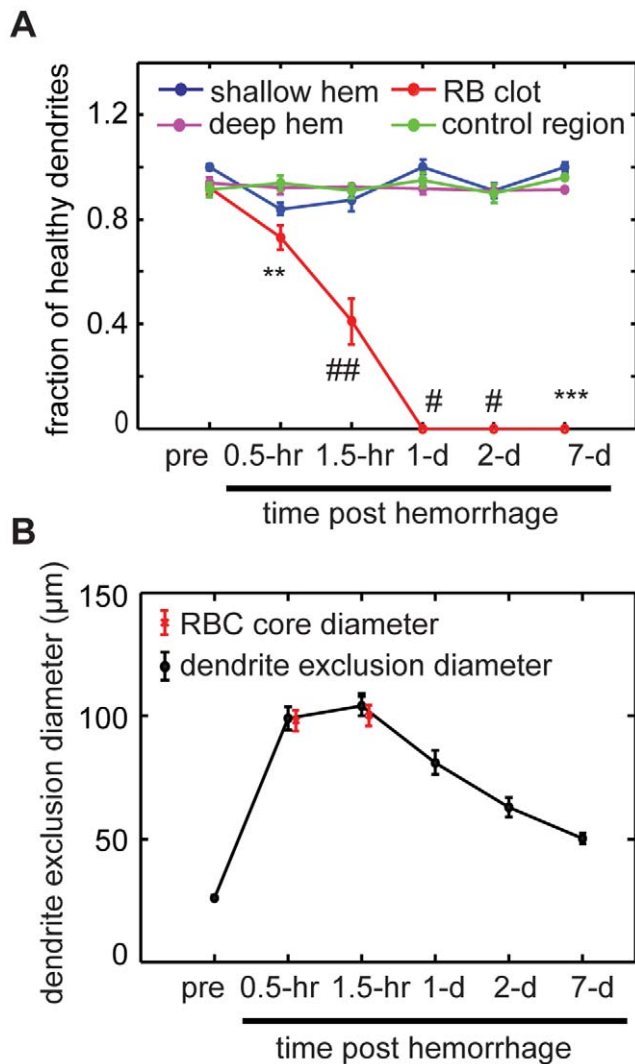 A
shallow hem RB clot
deep hem control region
fraction of healthy dendrites
1.2
0.8
0.4
0
**
##
# # ***
pre 0.5-hr 1.5-hr 1-d 2-d 7-d
time post hemorrhage
B
RBC core diameter
dendrite exclusion diameter
dendrite exclusion diameter (µm)
150
100
50
0
pre 0.5-hr 1.5-hr 1-d 2-d 7-d
time post hemorrhage